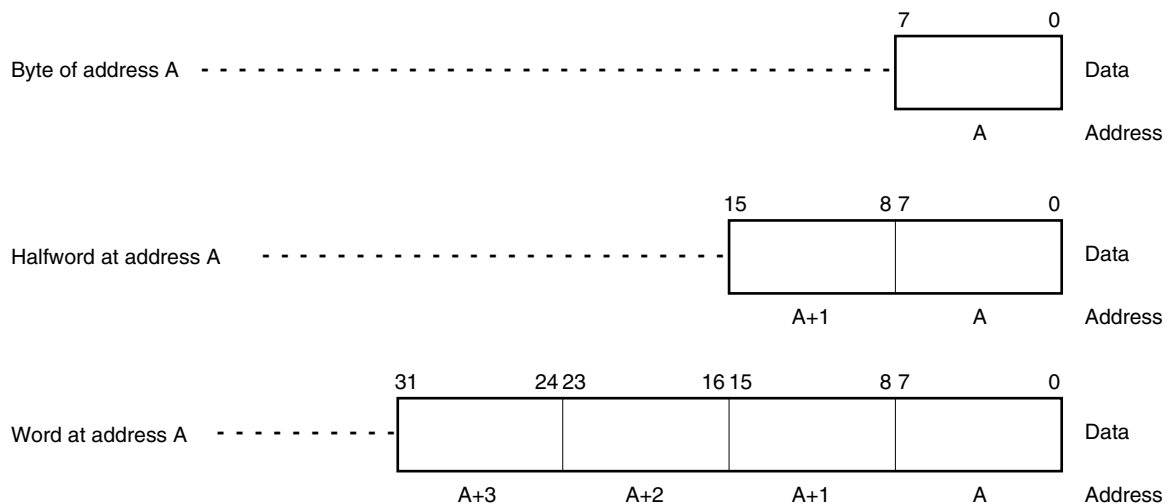 7 0
Byte of address A Data
A Address
15 8 7 0
Halfword at address A Data
A+1 A Address
31 24 23 16 15 8 7 0
Word at address A Data
A+3 A+2 A+1 A Address